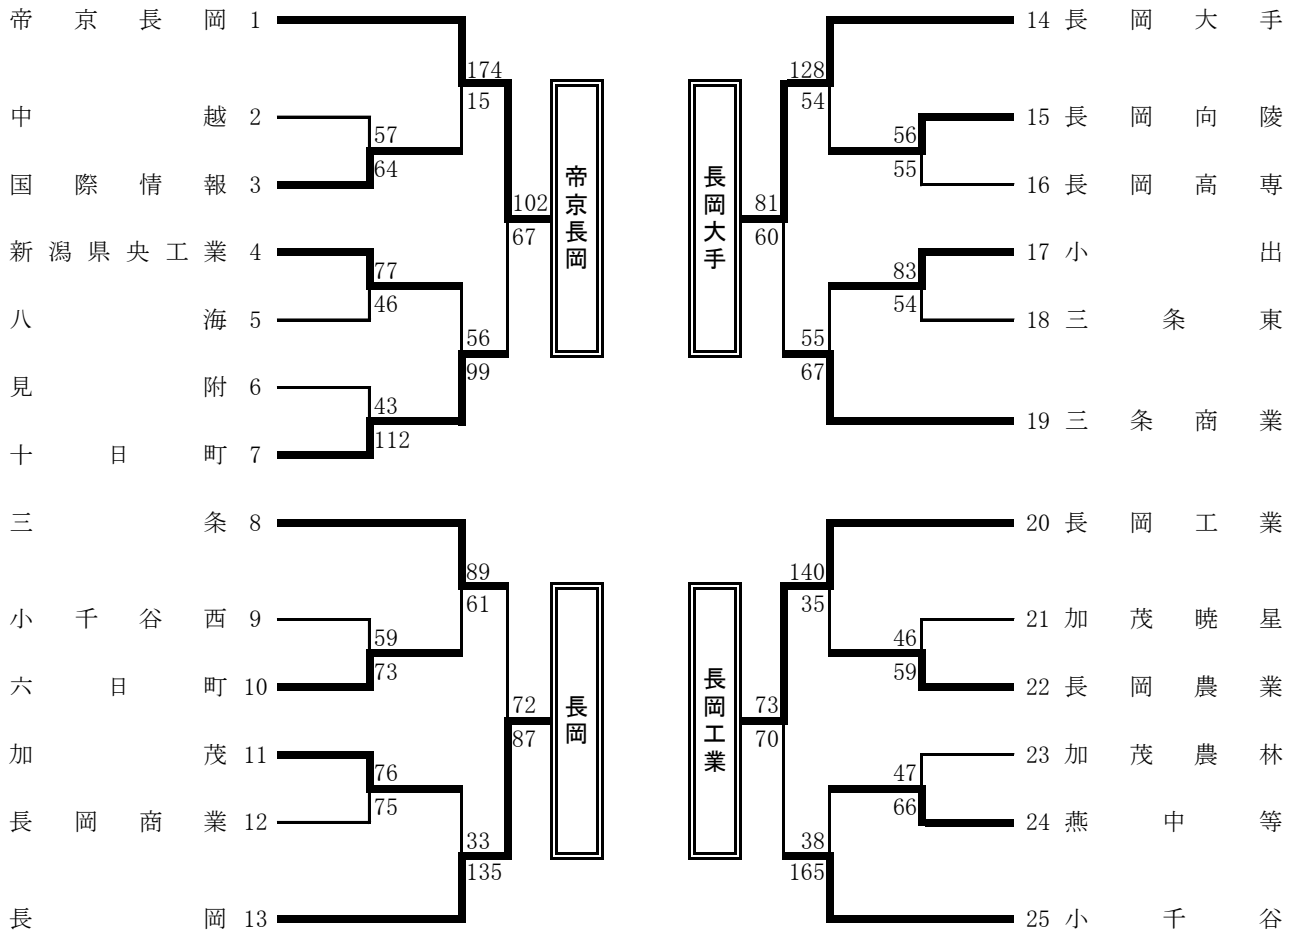 帝京長岡 1
174
15
中越 2
57
64
国際情報 3
102
67
帝京長岡
新潟県央工業 4
77
46
八海 5
56
99
見附 6
43
112
十日町 7
三条 8
89
61
小千谷西 9
59
73
六日町 10
72
87
長岡
加茂 11
76
75
長岡商業 12
33
135
長岡 13
14 長岡大手
128
54
15 長岡向陵
56
55
16 長岡高専
長岡大手
81
60
17 小出
83
54
18 三条東
55
67
19 三条商業
20 長岡工業
140
35
21 加茂暁星
46
59
22 長岡農業
長岡工業
73
70
23 加茂農林
47
66
24 燕中等
38
165
25 小千谷